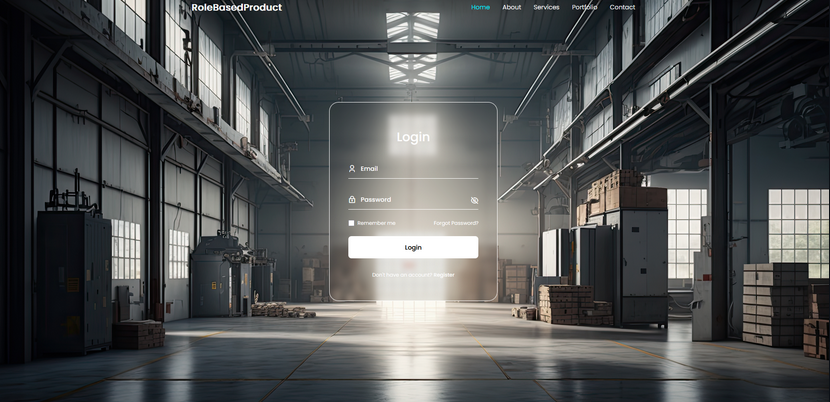 RoleBasedProduct
Home About Services Portfolio Contact
Login
Email
Password
Remember me Forgot Password?
Login
Don't have an account? Register